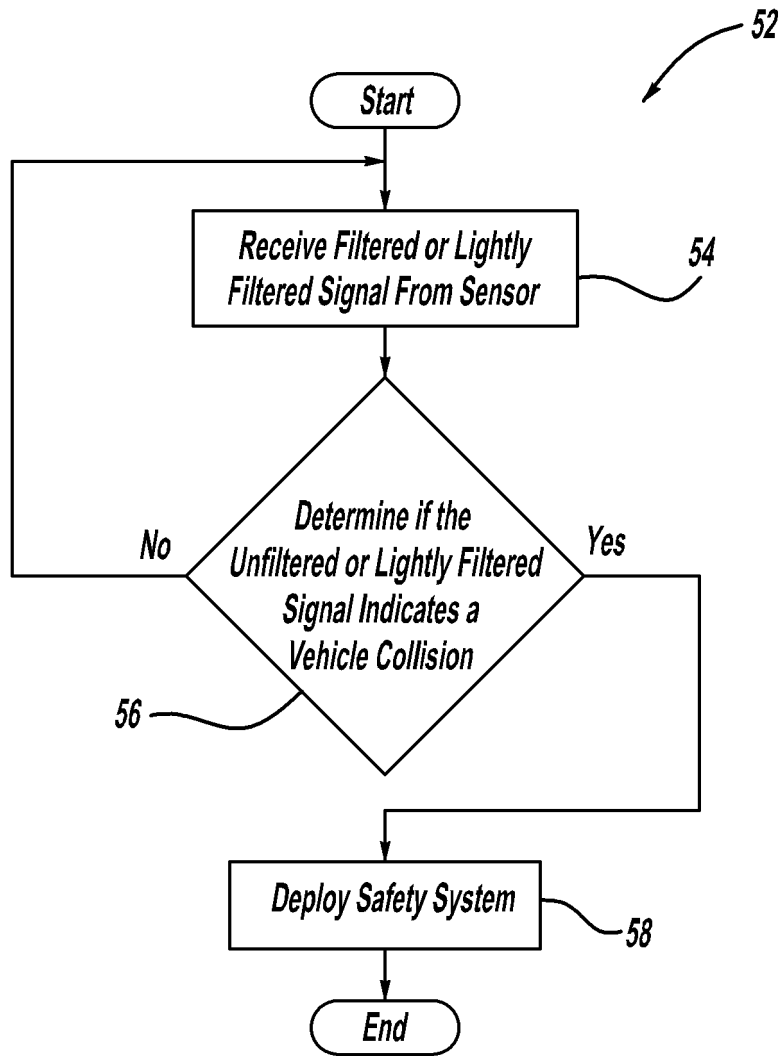 52
Start
Receive Filtered or Lightly
Filtered Signal From Sensor
54
Determine if the
Unfiltered or Lightly Filtered
Signal Indicates a
Vehicle Collision
No
Yes
56
Deploy Safety System
58
End